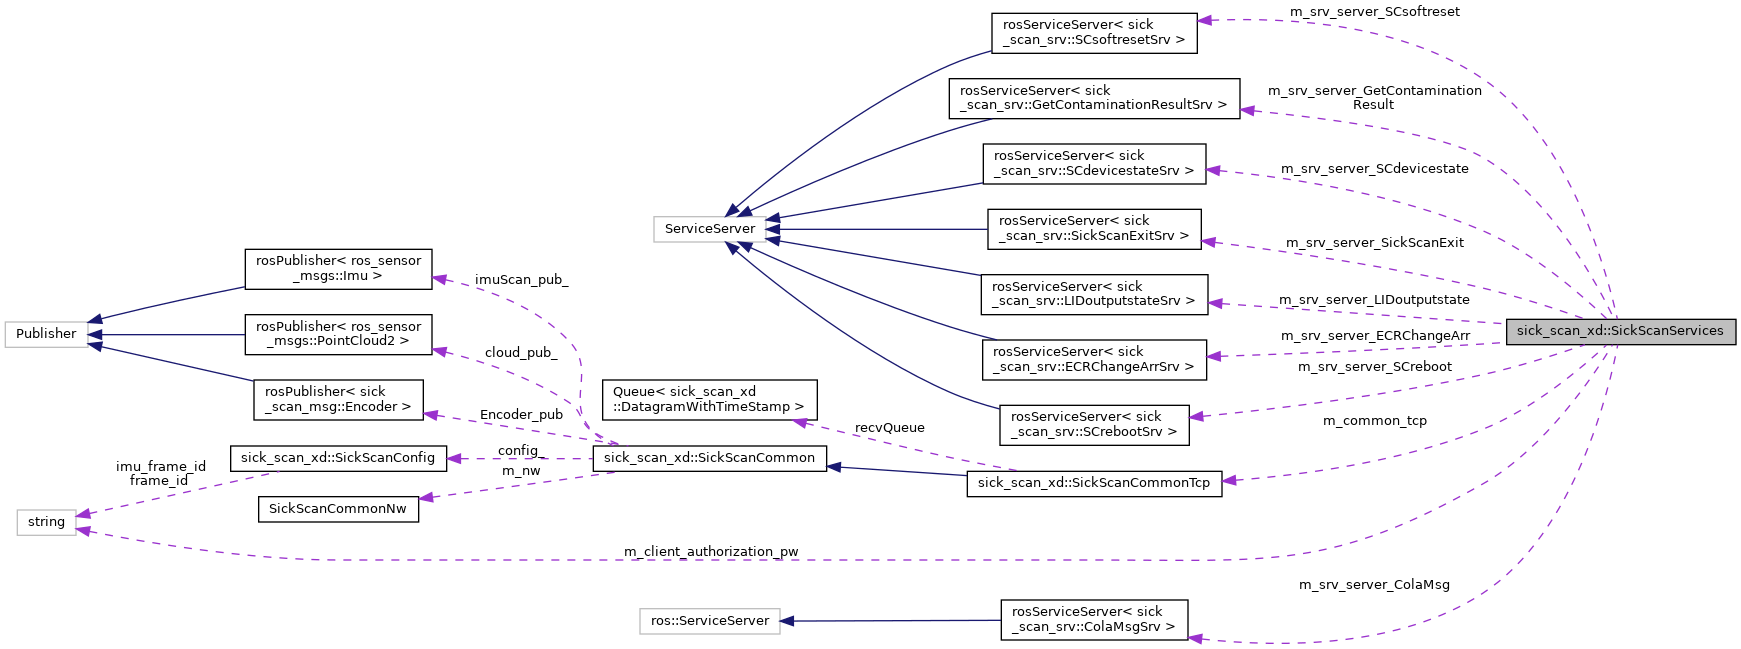 m_srv_server_SCsoftreset
rosServiceServer< sick
_scan_srv::SCsoftresetSrv >
rosServiceServer< sick
_scan_srv::GetContaminationResultSrv >
m_srv_server_GetContamination
Result
rosServiceServer< sick
_scan_srv::SCdevicestateSrv >
m_srv_server_SCdevicestate
ServiceServer
rosServiceServer< sick
_scan_srv::SickScanExitSrv >
m_srv_server_SickScanExit
rosPublisher< ros_sensor
_msgs::Imu >
imuScan_pub_
rosServiceServer< sick
_scan_srv::LIDoutputstateSrv >
m_srv_server_LIDoutputstate
Publisher
rosPublisher< ros_sensor
_msgs::PointCloud2 >
cloud_pub_
sick_scan_xd::SickScanServices
m_srv_server_ECRChangeArr
rosServiceServer< sick
_scan_srv::ECRChangeArrSrv >
m_srv_server_SCreboot
rosPublisher< sick
_scan_msg::Encoder >
Encoder_pub
Queue< sick_scan_xd
::DatagramWithTimeStamp >
recvQueue
rosServiceServer< sick
_scan_srv::SCrebootSrv >
m_common_tcp
sick_scan_xd::SickScanConfig
config_
m_nw
sick_scan_xd::SickScanCommon
imu_frame_id
frame_id
sick_scan_xd::SickScanCommonTcp
SickScanCommonNw
string
m_client_authorization_pw
m_srv_server_ColaMsg
ros::ServiceServer
rosServiceServer< sick
_scan_srv::ColaMsgSrv >